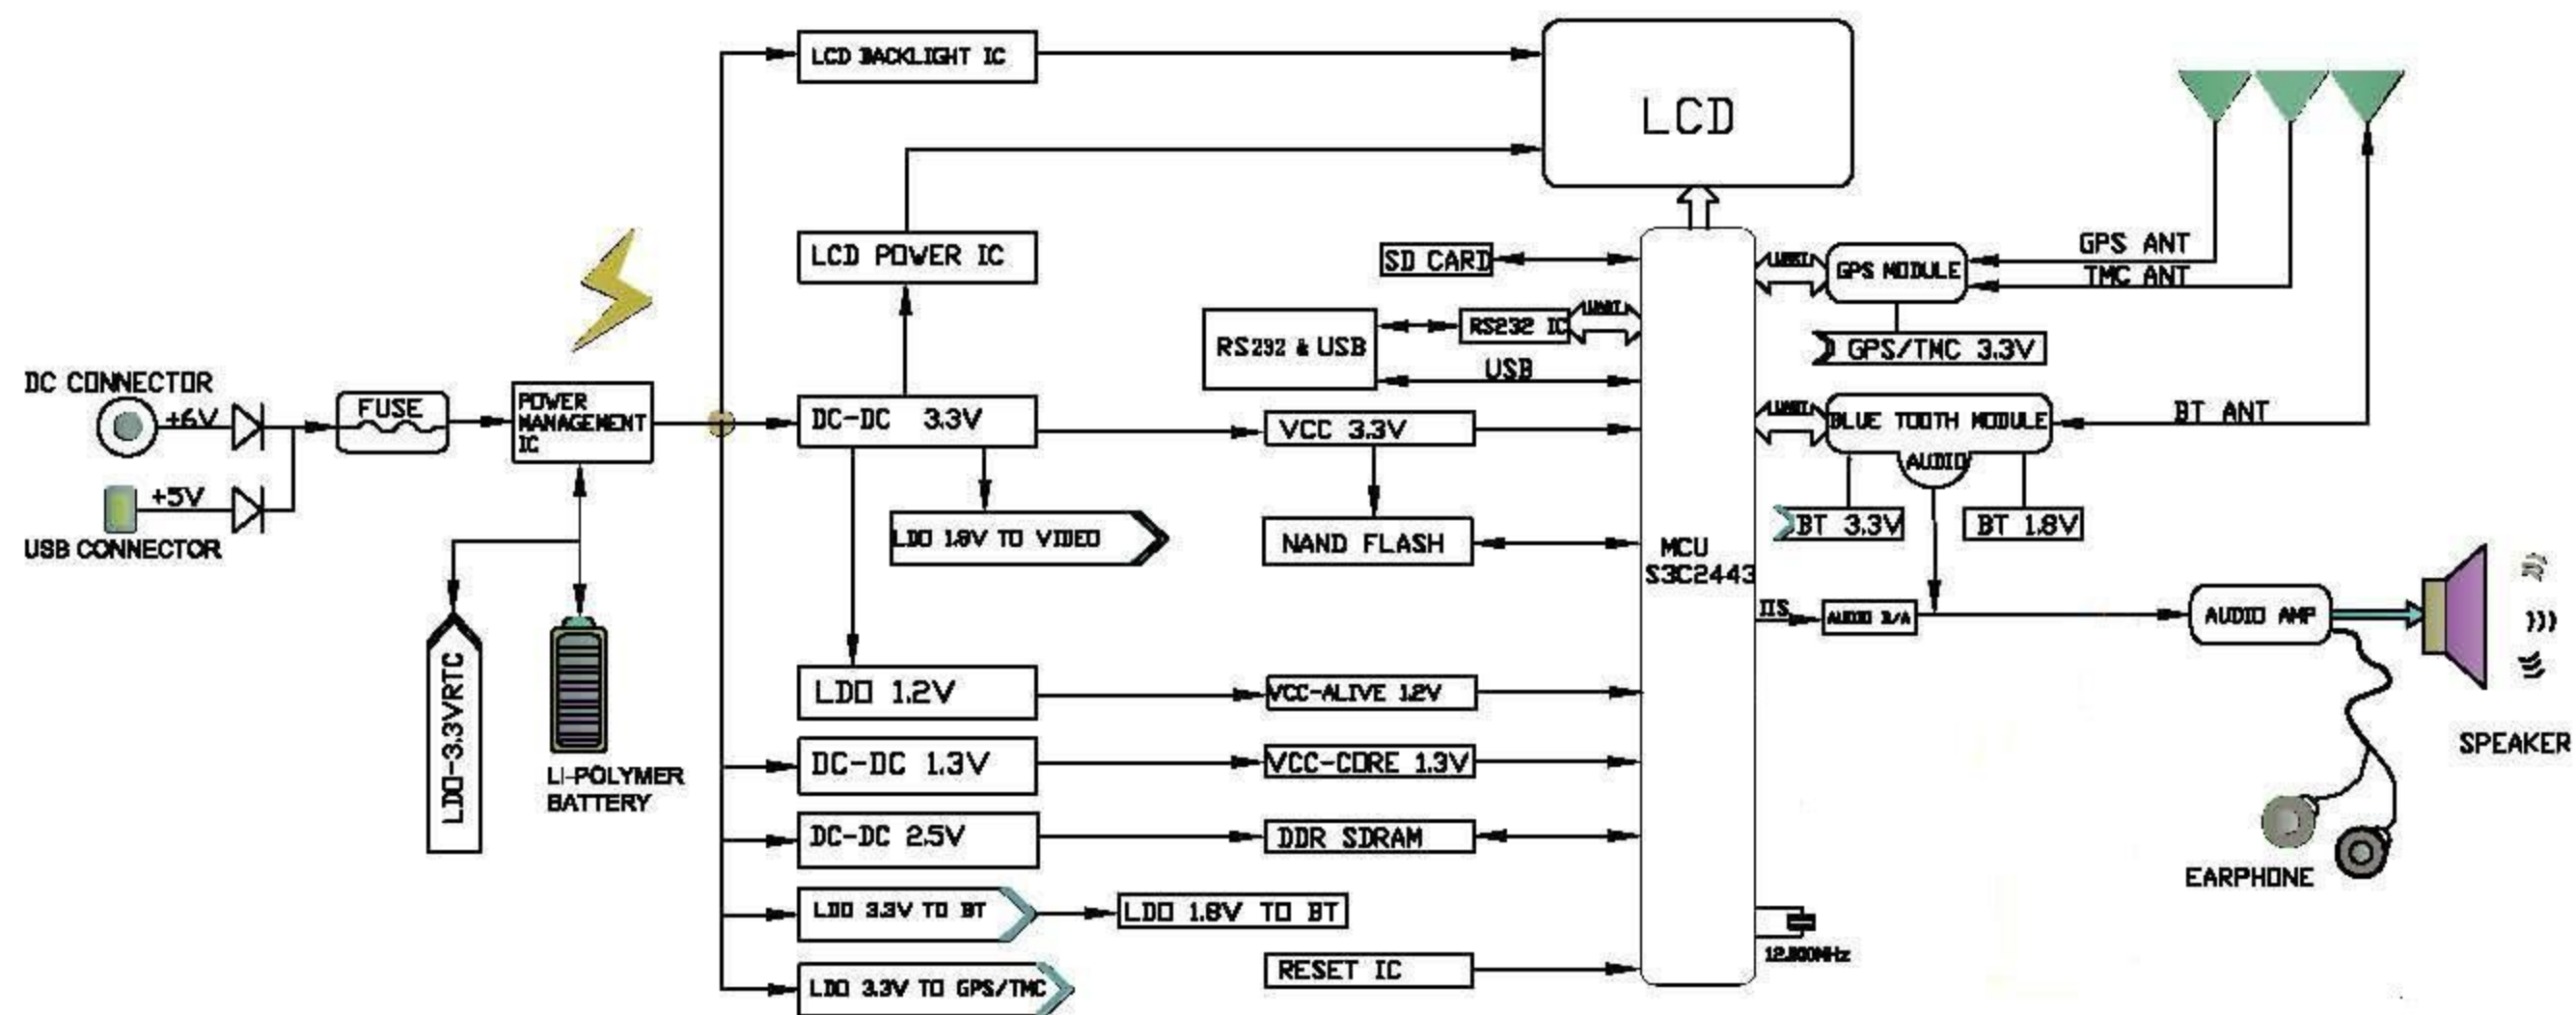 LCD BACKLIGHT IC
LCD
LCD POWER IC
SD CARD
GPS ANT
GPS MODULE
TMC ANT
RS232 & USB
RS232 IC
UART
USB
GPS/TMC 3.3V
DC CONNECTOR
+6V
FUSE
POWER
MANAGEMENT
IC
DC-DC 3.3V
VCC 3.3V
BLUE TOOTH MODULE
BT ANT
AUDIO
+5V
USB CONNECTOR
LDO 1.8V TO VIDEO
NAND FLASH
MCU
S3C2443
BT 3.3V
BT 1.8V
IIS
AUDIO D/A
AUDIO AMP
LDO-3.3VRTC
LI-POLYMER
BATTERY
LDO 1.2V
VCC-ALIVE 1.2V
DC-DC 1.3V
VCC-CORE 1.3V
SPEAKER
DC-DC 2.5V
DDR SDRAM
EARPHONE
LDO 3.3V TO BT
LDO 1.8V TO BT
RESET IC
LDO 3.3V TO GPS/TMC